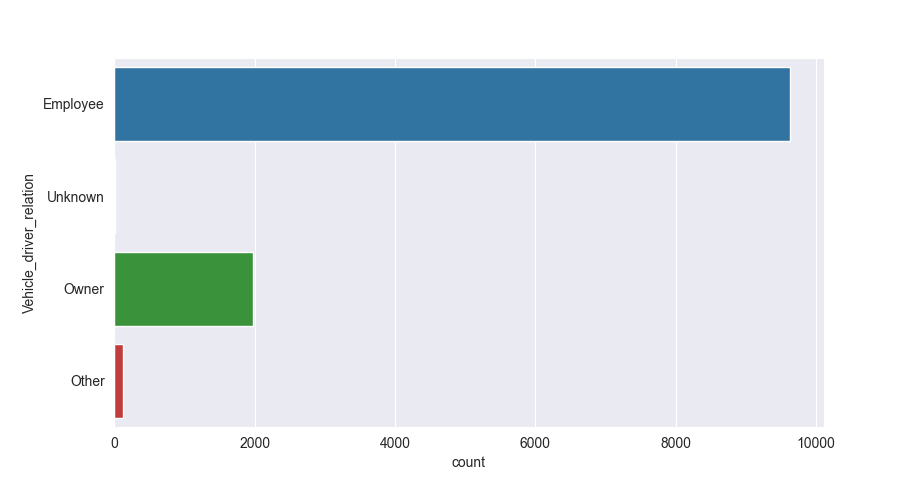 Employee
Unknown
Owner
Other
Vehicle_driver_relation
0 2000 4000 6000 8000 10000
count